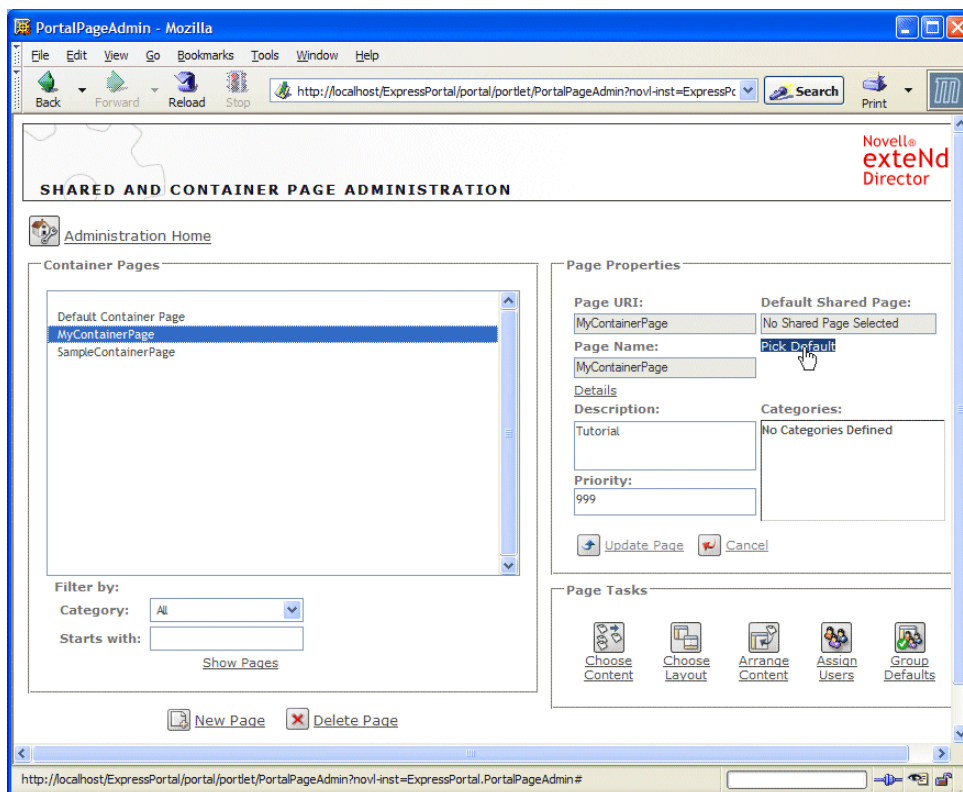 PortalPageAdmin - Mozilla
File Edit View Go Bookmarks Tools Window Help
Back Forward Reload Stop http://localhost/ExpressPortal/portal/portlet/PortalPageAdmin?novl-inst=ExpressPc Search Print
Novell®
exteNd
Director
SHARED AND CONTAINER PAGE ADMINISTRATION
Administration Home
Container Pages
Default Container Page
MyContainerPage
SampleContainerPage
Filter by:
Category: All
Starts with:
Show Pages
New Page Delete Page
Page Properties
Page URI: Default Shared Page:
MyContainerPage No Shared Page Selected
Page Name: Pick Default
MyContainerPage
Details
Description: Categories:
Tutorial No Categories Defined
Priority:
999
Update Page Cancel
Page Tasks
Choose Choose Arrange Assign Group
Content Layout Content Users Defaults
http://localhost/ExpressPortal/portal/portlet/PortalPageAdmin?novl-inst=ExpressPortal.PortalPageAdmin#